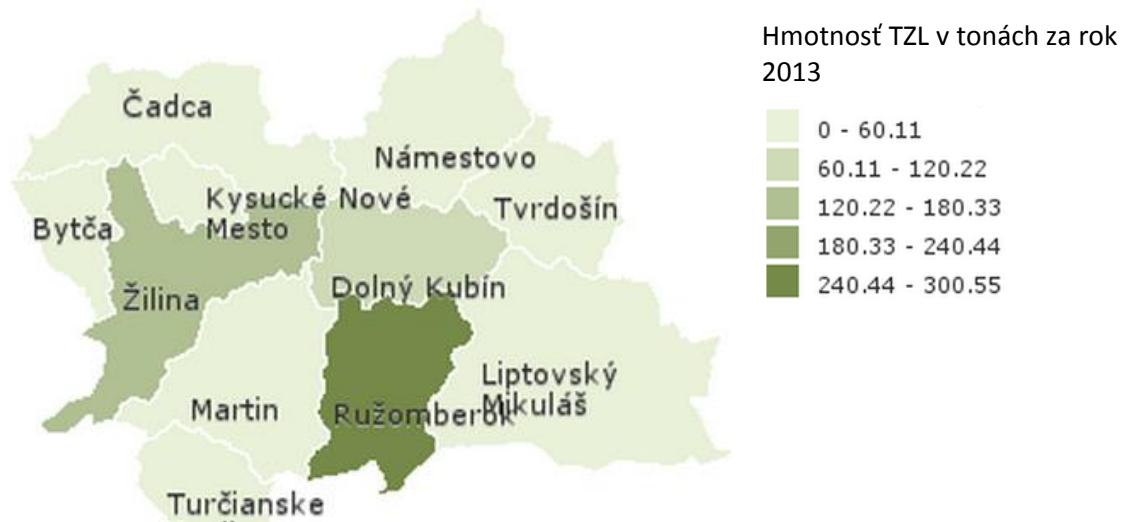 Hmotnosť TZL v tonách za rok
2013
0 - 60.11
60.11 - 120.22
120.22 - 180.33
180.33 - 240.44
240.44 - 300.55
Čadca
Námestovo
Kysucké Nové
Mesto
Tvrdošín
Bytča
Dolný Kubín
Žilina
Liptovský
Mikuláš
Martin
Ružomberok
Turčianske